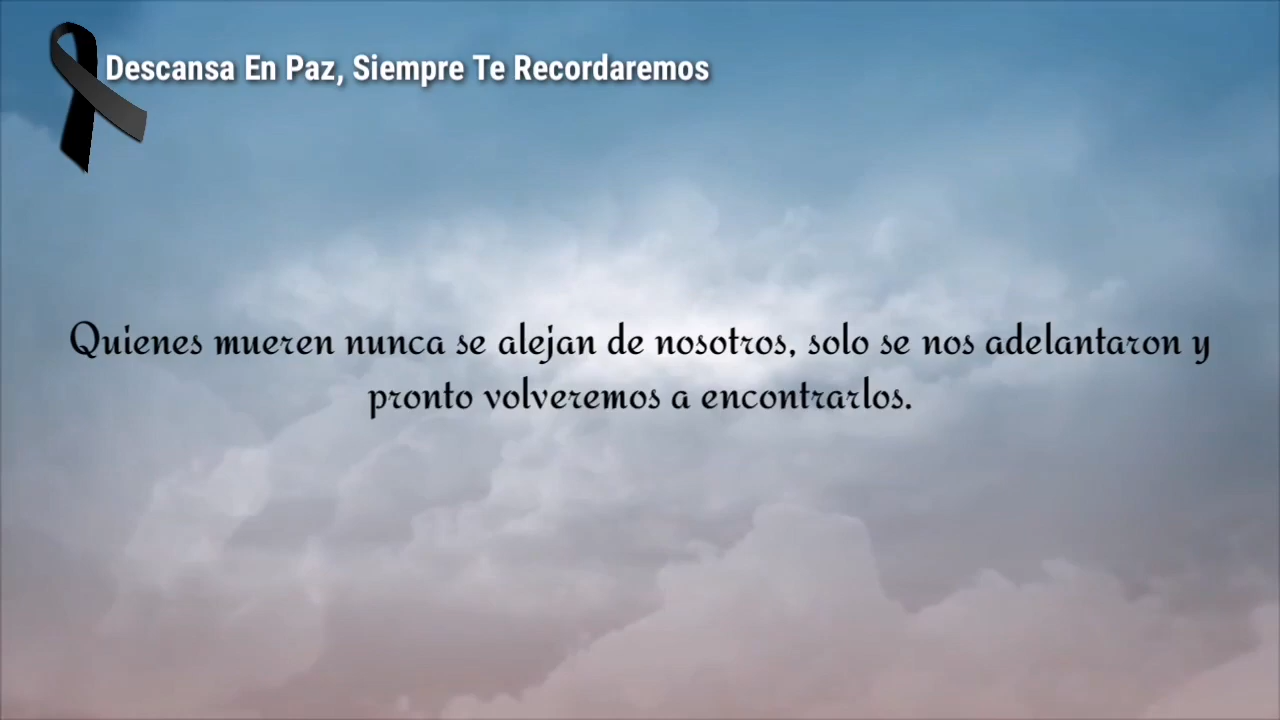 Descansa En Paz, Siempre Te Recordaremos
Quienes mueren nunca se alejan de nosotros, solo se nos adelantaron y
pronto volveremos a encontrarlos.